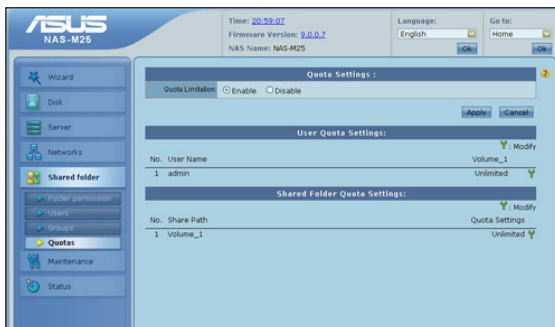 ASUS
NAS-M25
Time: 20:59:07
Firmware Version: 9.0.0.7
NAS Name: NAS-M25
Language:
English
Ok
Go to:
Home
Ok
Wizard
Disk
Server
Networks
Shared folder
Folder permission
Users
Groups
Quotas
Maintenance
Status
Quota Settings :
Quota Limitation: Enable Disable
Apply Cancel
User Quota Settings:
: Modify
No. User Name Volume_1
1 admin Unlimited
Shared Folder Quota Settings:
: Modify
No. Share Path Quota Settings
1 Volume_1 Unlimited